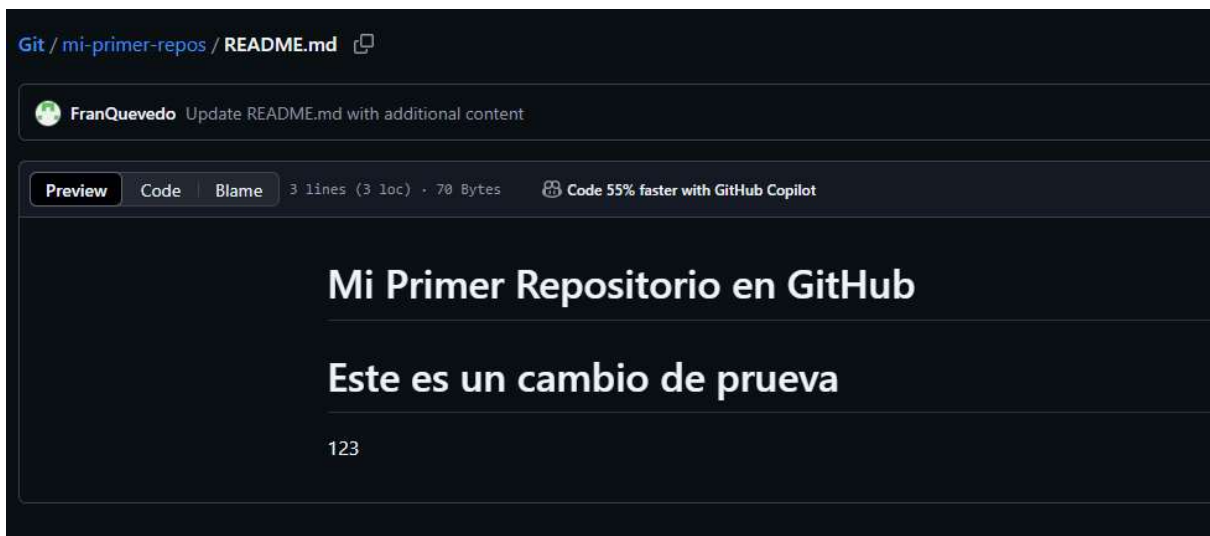 Git / mi-primer-repos / README.md
FranQuevedo Update README.md with additional content
Preview Code Blame 3 lines (3 loc) · 70 Bytes Code 55% faster with GitHub Copilot
Mi Primer Repositorio en GitHub
Este es un cambio de prueva
123